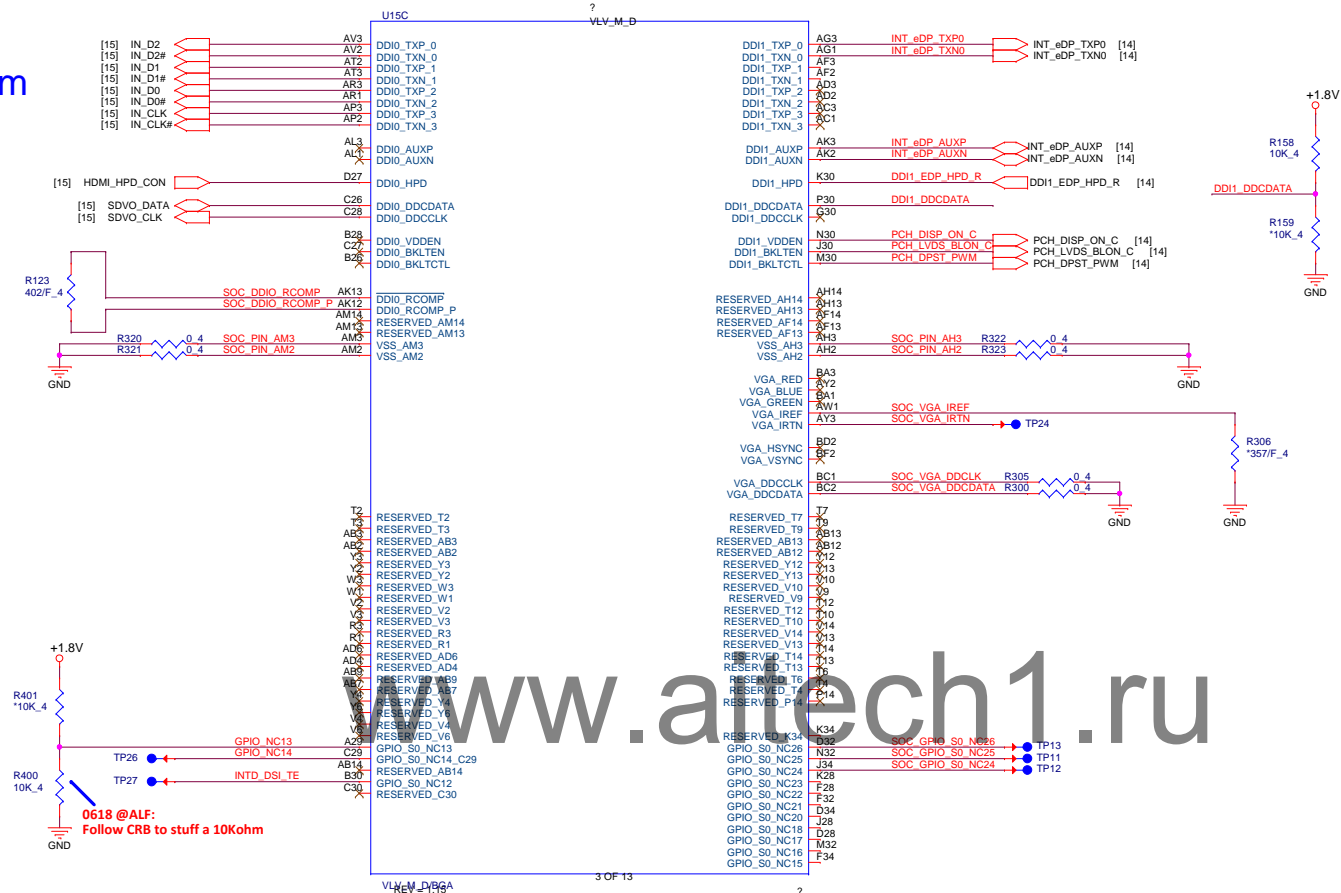 ?
U15C
VLV_M_D
m
[15] IN_D2 AV3 DDI0_TXP_0
[15] IN_D2# AV2 DDI0_TXN_0
[15] IN_D1 AT2 DDI0_TXP_1
[15] IN_D1# AT3 DDI0_TXN_1
[15] IN_D0 AR3 DDI0_TXP_2
[15] IN_D0# AR1 DDI0_TXN_2
[15] IN_CLK AP3 DDI0_TXP_3
[15] IN_CLK# AP2 DDI0_TXN_3
AL3 DDI0_AUXP
AL1 DDI0_AUXN
[15] HDMI_HPD_CON D27 DDI0_HPD
[15] SDVO_DATA C26 DDI0_DDCDATA
[15] SDVO_CLK C28 DDI0_DDCCLK
B28 DDI0_VDDEN
C27 DDI0_BKLTEN
B26 DDI0_BKLTCTL
R123
402/F_4
SOC_DDIO_RCOMP AK13 DDI0_RCOMP
SOC_DDIO_RCOMP_P AK12 DDI0_RCOMP_P
AM14 RESERVED_AM14
AM13 RESERVED_AM13
R320 0_4 SOC_PIN_AM3 AM3 VSS_AM3
R321 0_4 SOC_PIN_AM2 AM2 VSS_AM2
GND
T2 RESERVED_T2
T3 RESERVED_T3
AB3 RESERVED_AB3
AB2 RESERVED_AB2
Y3 RESERVED_Y3
Y2 RESERVED_Y2
W3 RESERVED_W3
W1 RESERVED_W1
V2 RESERVED_V2
V3 RESERVED_V3
R3 RESERVED_R3
R1 RESERVED_R1
AD6 RESERVED_AD6
AD4 RESERVED_AD4
AB9 RESERVED_AB9
AB7 RESERVED_AB7
Y4 RESERVED_Y4
Y6 RESERVED_Y6
V4 RESERVED_V4
V6 RESERVED_V6
+1.8V
R401
*10K_4
GPIO_NC13 A29 GPIO_S0_NC13
TP26 GPIO_NC14 C29 GPIO_S0_NC14_C29
AB14 RESERVED_AB14
TP27 INTD_DSI_TE B30 GPIO_S0_NC12
C30 RESERVED_C30
R400
10K_4
GND
0618 @ALF:
Follow CRB to stuff a 10Kohm
DDI1_TXP_0 AG3 INT_eDP_TXP0 INT_eDP_TXP0 [14]
DDI1_TXN_0 AG1 INT_eDP_TXN0 INT_eDP_TXN0 [14]
DDI1_TXP_1 AF3
DDI1_TXN_1 AF2
DDI1_TXP_2 AD3
DDI1_TXN_2 AD2
DDI1_TXP_3 AC3
DDI1_TXN_3 AC1
DDI1_AUXP AK3 INT_eDP_AUXP INT_eDP_AUXP [14]
DDI1_AUXN AK2 INT_eDP_AUXN INT_eDP_AUXN [14]
DDI1_HPD K30 DDI1_EDP_HPD_R DDI1_EDP_HPD_R [14]
DDI1_DDCDATA P30 DDI1_DDCDATA
DDI1_DDCCLK G30
DDI1_VDDEN N30 PCH_DISP_ON_C PCH_DISP_ON_C [14]
DDI1_BKLTEN J30 PCH_LVDS_BLON_C PCH_LVDS_BLON_C [14]
DDI1_BKLTCTL M30 PCH_DPST_PWM PCH_DPST_PWM [14]
RESERVED_AH14 AH14
RESERVED_AH13 AH13
RESERVED_AF14 AF14
RESERVED_AF13 AF13
VSS_AH3 AH3 SOC_PIN_AH3 R322 0_4
VSS_AH2 AH2 SOC_PIN_AH2 R323 0_4
GND
VGA_RED BA3
VGA_BLUE AY2
VGA_GREEN BA1
VGA_IREF AW1 SOC_VGA_IREF
VGA_IRTN AY3 SOC_VGA_IRTN TP24
R306
*357/F_4
GND
VGA_HSYNC BD2
VGA_VSYNC BF2
VGA_DDCCLK BC1 SOC_VGA_DDCLK R305 0_4
VGA_DDCDATA BC2 SOC_VGA_DDCDATA R300 0_4
GND
RESERVED_T7 T7
RESERVED_T9 T9
RESERVED_AB13 AB13
RESERVED_AB12 AB12
RESERVED_Y12 Y12
RESERVED_Y13 Y13
RESERVED_V10 V10
RESERVED_V9 V9
RESERVED_T12 T12
RESERVED_T10 T10
RESERVED_V14 V14
RESERVED_V13 V13
RESERVED_T14 T14
RESERVED_T13 T13
RESERVED_T6 T6
RESERVED_T4 T4
RESERVED_P14 P14
RESERVED_K34 K34
GPIO_S0_NC26 D32 SOC_GPIO_S0_NC26 TP13
GPIO_S0_NC25 N32 SOC_GPIO_S0_NC25 TP11
GPIO_S0_NC24 J34 SOC_GPIO_S0_NC24 TP12
GPIO_S0_NC23 K28
GPIO_S0_NC22 F28
GPIO_S0_NC21 F32
GPIO_S0_NC20 D34
GPIO_S0_NC18 J28
GPIO_S0_NC17 D28
GPIO_S0_NC16 M32
GPIO_S0_NC15 F34
+1.8V
R158
10K_4
DDI1_DDCDATA
R159
*10K_4
GND
www.aitech1.ru
VLV_M_D/BGA
REV = 1.15
3 OF 13
?